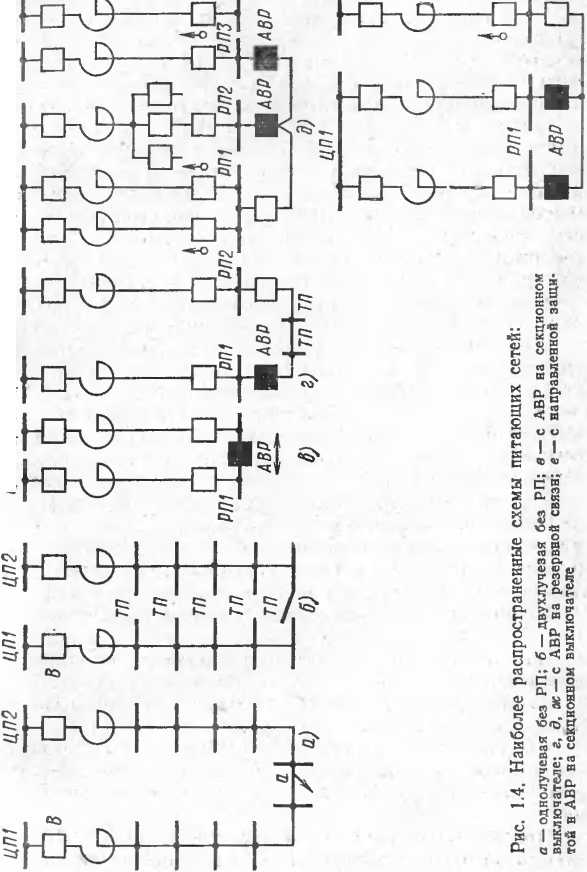 ЦП1
ЦП2
ЦП1
ЦП2
В
В
ТП
ТП
ТП
ТП
ТП
а
а)
б)
РП1
АВР
в)
РП1
РП2
АВР
ТП
ТП
г)
РП1
РП2
РП3
АВР
АВР
д)
ЦП1
РП1
АВР
Рис. 1.4. Наиболее распространенные схемы питающих сетей:
а — однолучевая без РП; б — двухлучевая без РП; в — с АВР на секционном
выключателе; г, д, ж — с АВР на резервной связи; е — с направленной защи-
той в АВР на секционном выключателе